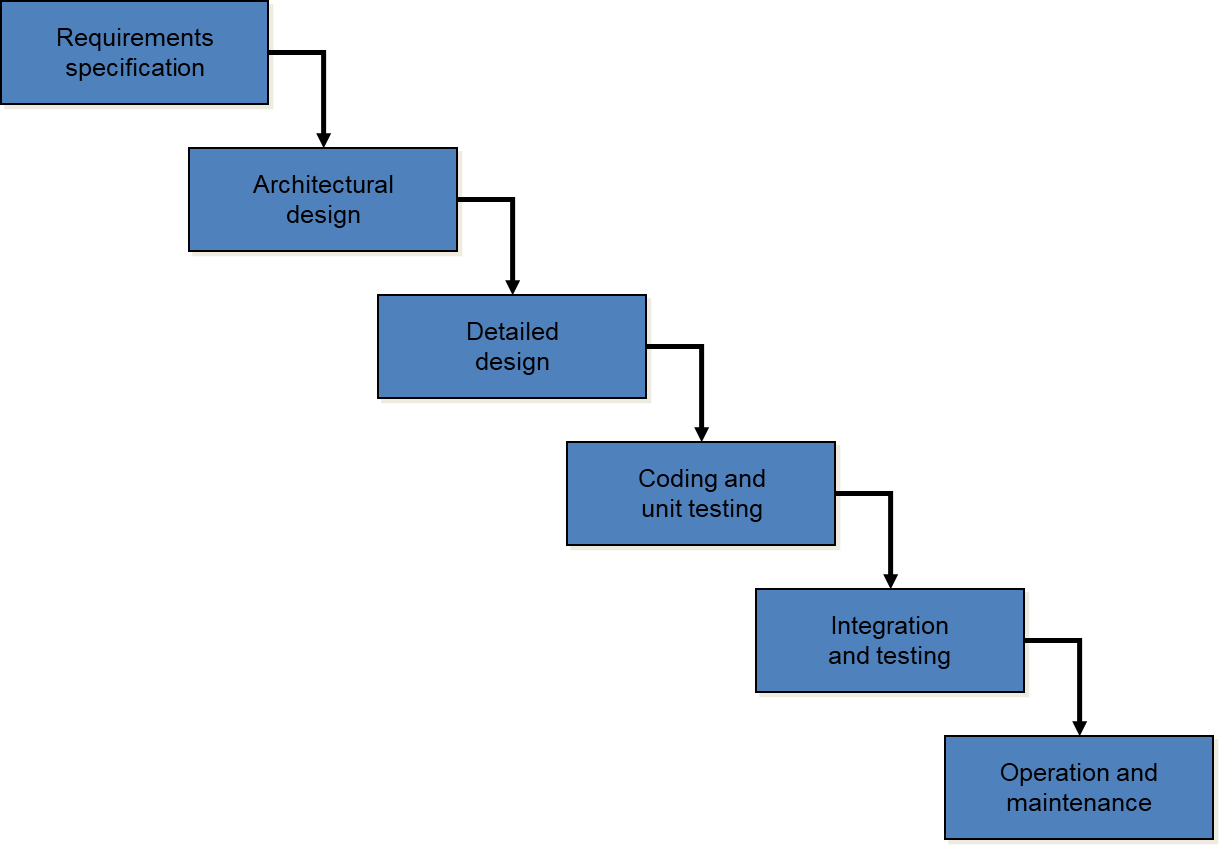 Requirements
specification
Architectural
design
Detailed
design
Coding and
unit testing
Integration
and testing
Operation and
maintenance